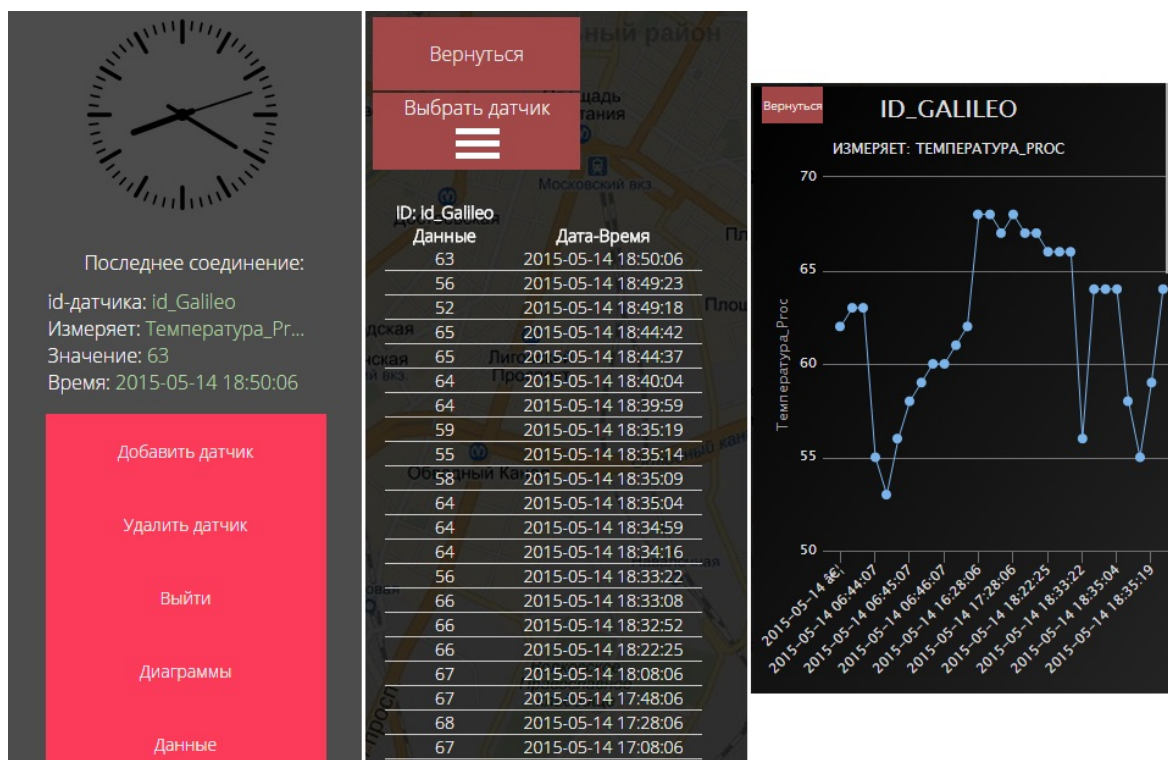 Последнее соединение:
id-датчика: id_Galileo
Измеряет: Температура_Pr...
Значение: 63
Время: 2015-05-14 18:50:06
Добавить датчик
Удалить датчик
Выйти
Диаграммы
Данные
Вернуться
Выбрать датчик
Московский вкз.
ID: id_Galileo
Данные Дата-Время
63 2015-05-14 18:50:06
56 2015-05-14 18:49:23
52 2015-05-14 18:49:18
65 2015-05-14 18:44:42
65 2015-05-14 18:44:37
64 2015-05-14 18:40:04
64 2015-05-14 18:39:59
59 2015-05-14 18:35:19
55 2015-05-14 18:35:14
58 2015-05-14 18:35:09
64 2015-05-14 18:35:04
64 2015-05-14 18:34:59
64 2015-05-14 18:34:16
56 2015-05-14 18:33:22
66 2015-05-14 18:33:08
66 2015-05-14 18:32:52
66 2015-05-14 18:22:25
67 2015-05-14 18:08:06
67 2015-05-14 17:48:06
68 2015-05-14 17:28:06
67 2015-05-14 17:08:06
Вернуться
ID_GALILEO
ИЗМЕРЯЕТ: ТЕМПЕРАТУРА_PROC
Температура_Proc
70
65
60
55
50
2015-05-14 â€¦
2015-05-14 06:44:07
2015-05-14 06:45:07
2015-05-14 06:46:07
2015-05-14 16:28:06
2015-05-14 17:28:06
2015-05-14 18:22:25
2015-05-14 18:33:22
2015-05-14 18:35:04
2015-05-14 18:35:19